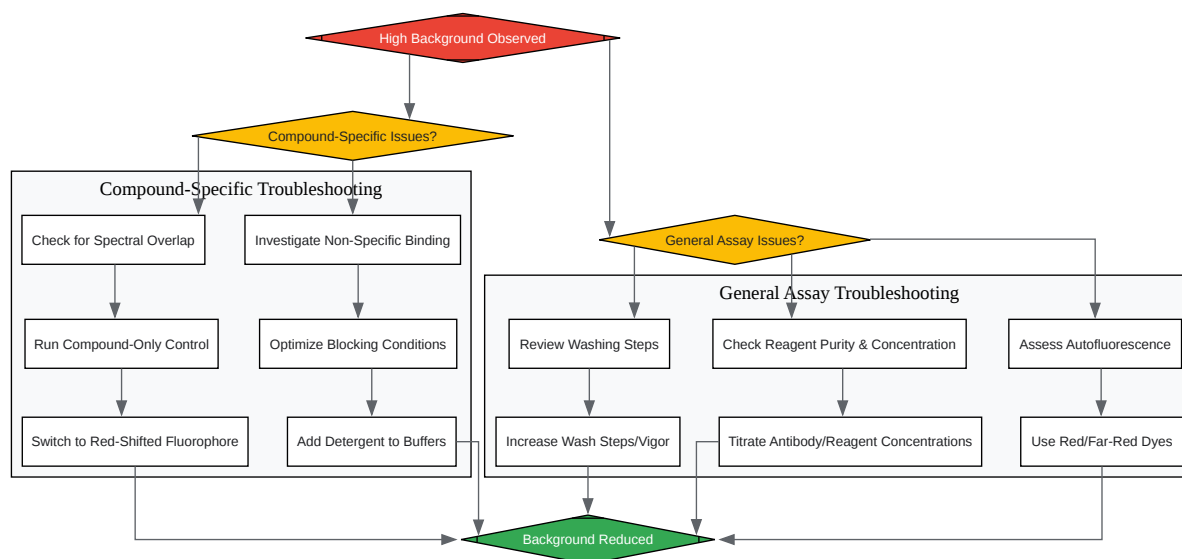 High Background Observed
Compound-Specific Issues?
Compound-Specific Troubleshooting
Check for Spectral Overlap
Investigate Non-Specific Binding
General Assay Issues?
General Assay Troubleshooting
Run Compound-Only Control
Optimize Blocking Conditions
Review Washing Steps
Check Reagent Purity & Concentration
Assess Autofluorescence
Switch to Red-Shifted Fluorophore
Add Detergent to Buffers
Increase Wash Steps/Vigor
Titrate Antibody/Reagent Concentrations
Use Red/Far-Red Dyes
Background Reduced